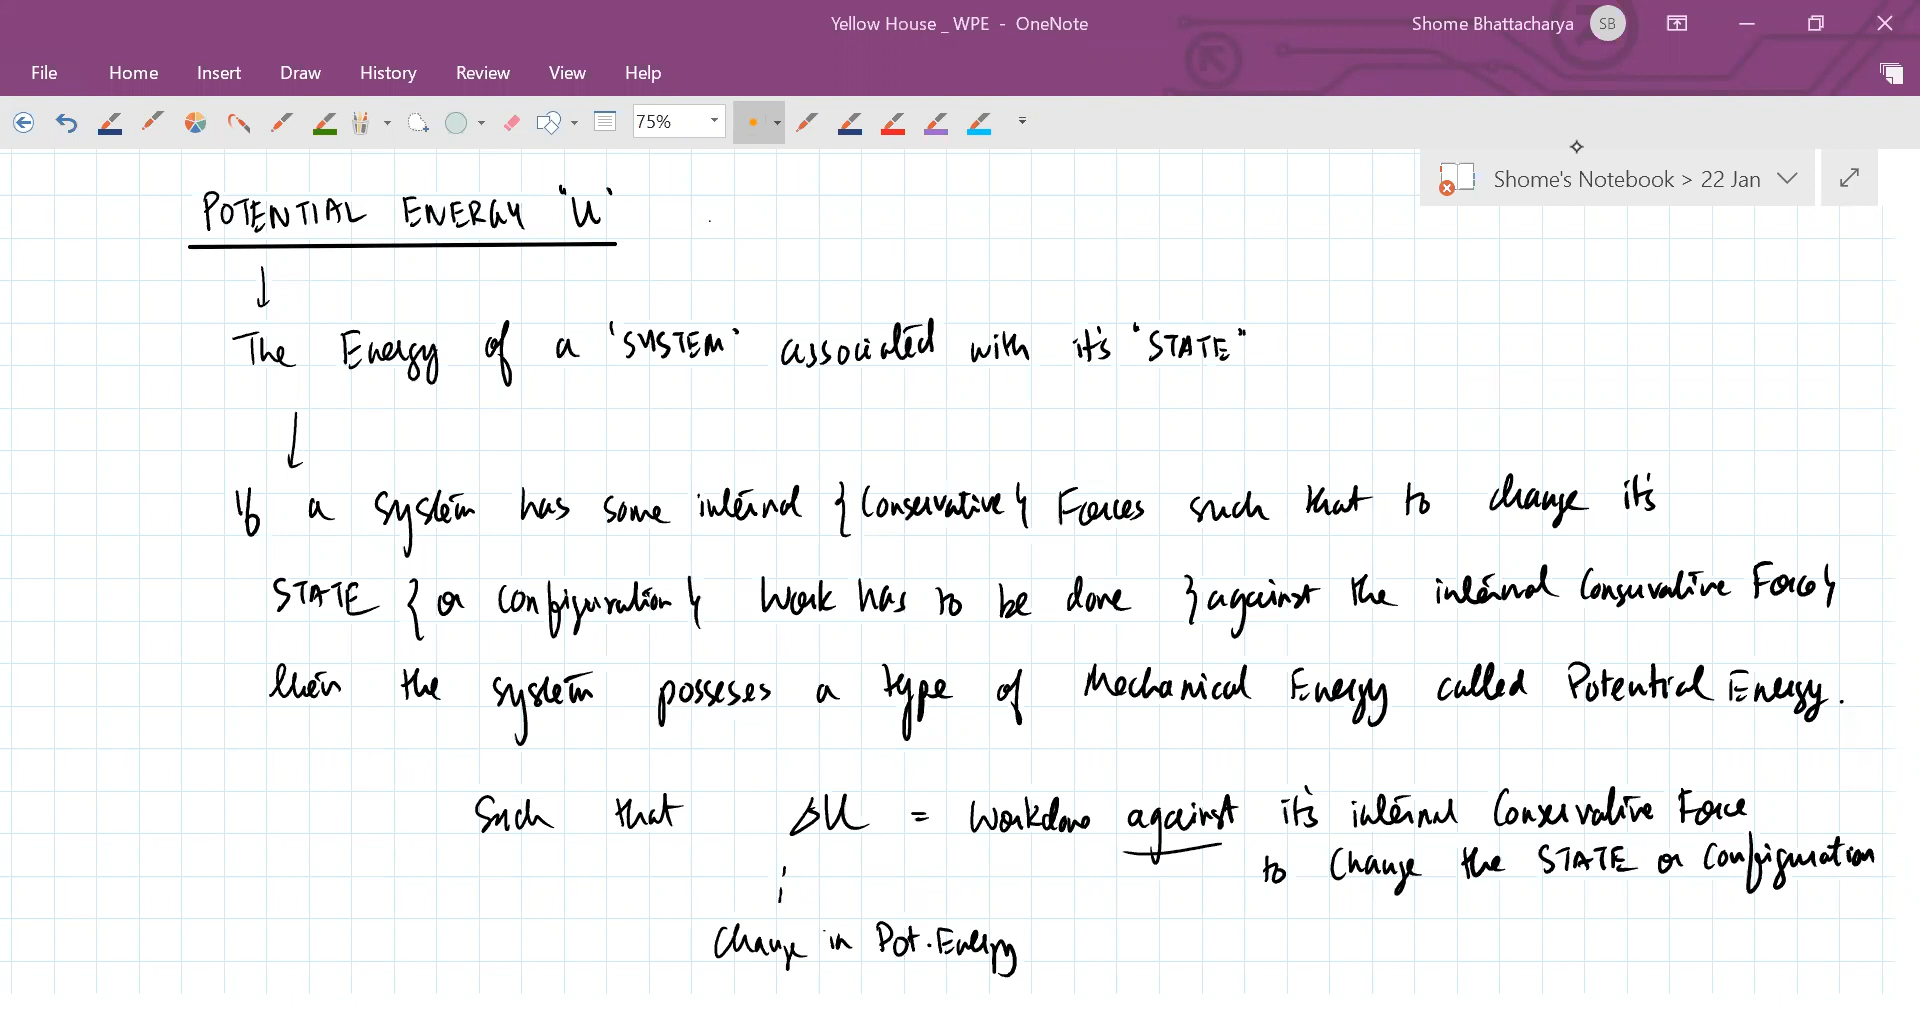 Yellow House _ WPE - OneNote
Shome Bhattacharya
SB
File Home Insert Draw History Review View Help
75%
Shome's Notebook > 22 Jan
POTENTIAL ENERGY "U"
↓
The Energy of a 'SYSTEM' associated with it's "STATE"
↓
If a system has some internal {Conservative} Forces such that to change it's
STATE {or configuration} Work has to be done {against the internal Conservative Force}
then the system posseses a type of Mechanical Energy called Potential Energy.
Such that ΔU = Workdone against it's internal Conservative Force
to change the STATE or Configuration
Change in Pot. Energy